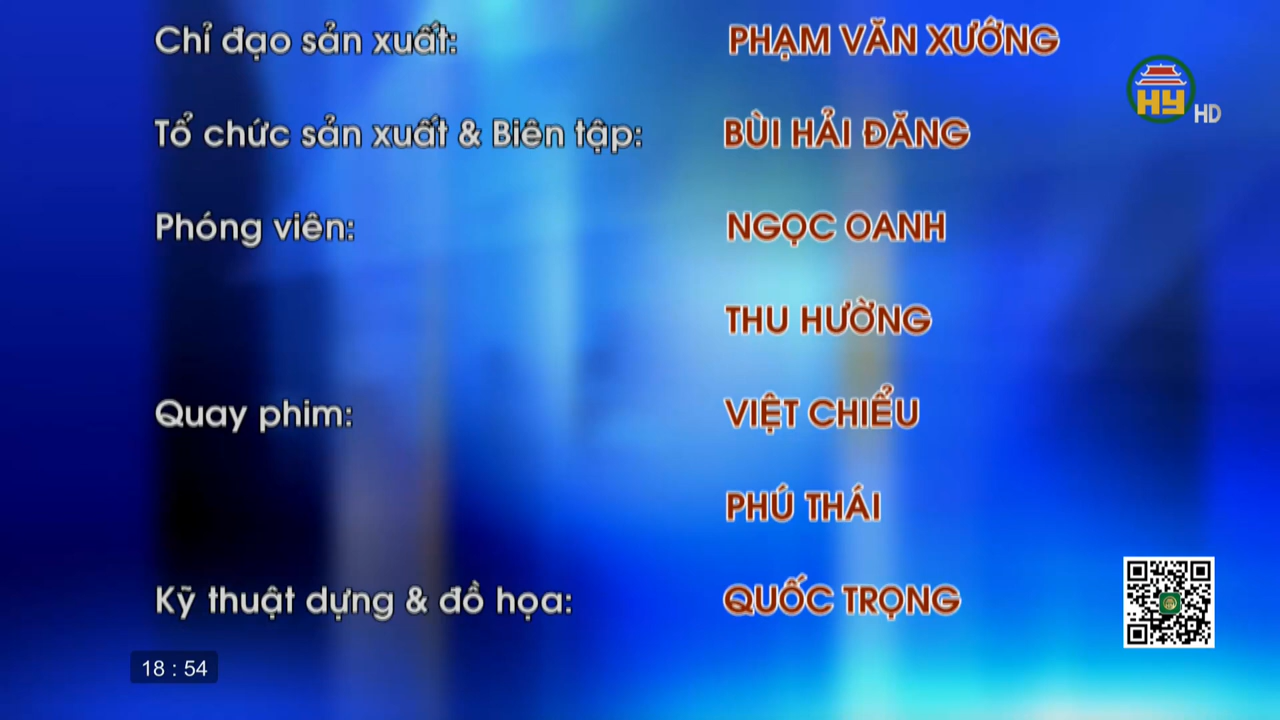 Chỉ đạo sản xuất: PHẠM VĂN XƯỚNG
HY HD
Tổ chức sản xuất & Biên tập: BÙI HẢI ĐĂNG
Phóng viên: NGỌC OANH
THU HƯỜNG
Quay phim: VIỆT CHIỂU
PHÚ THÁI
Kỹ thuật dựng & đồ họa: QUỐC TRỌNG
18 : 54